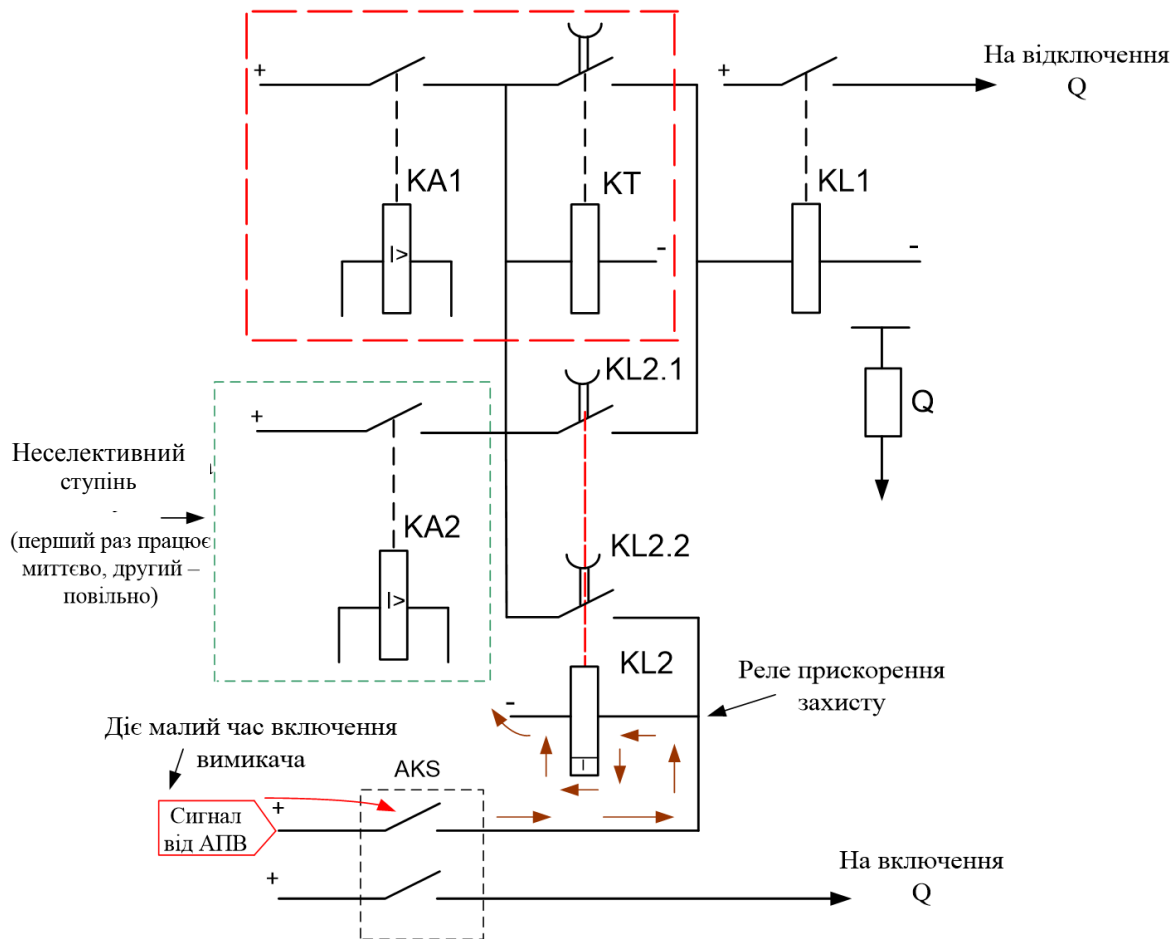 На відключення
Q
+
+
KA1
KT
KL1
I>
-
-
KL2.1
Q
+
Неселективний
ступінь
-
(перший раз працює
миттєво, другий –
повільно)
KA2
I>
KL2.2
KL2
Реле прискорення
захисту
-
Діє малий час включення
вимикача
I
AKS
+
Сигнал
від АПВ
+
На включення
Q